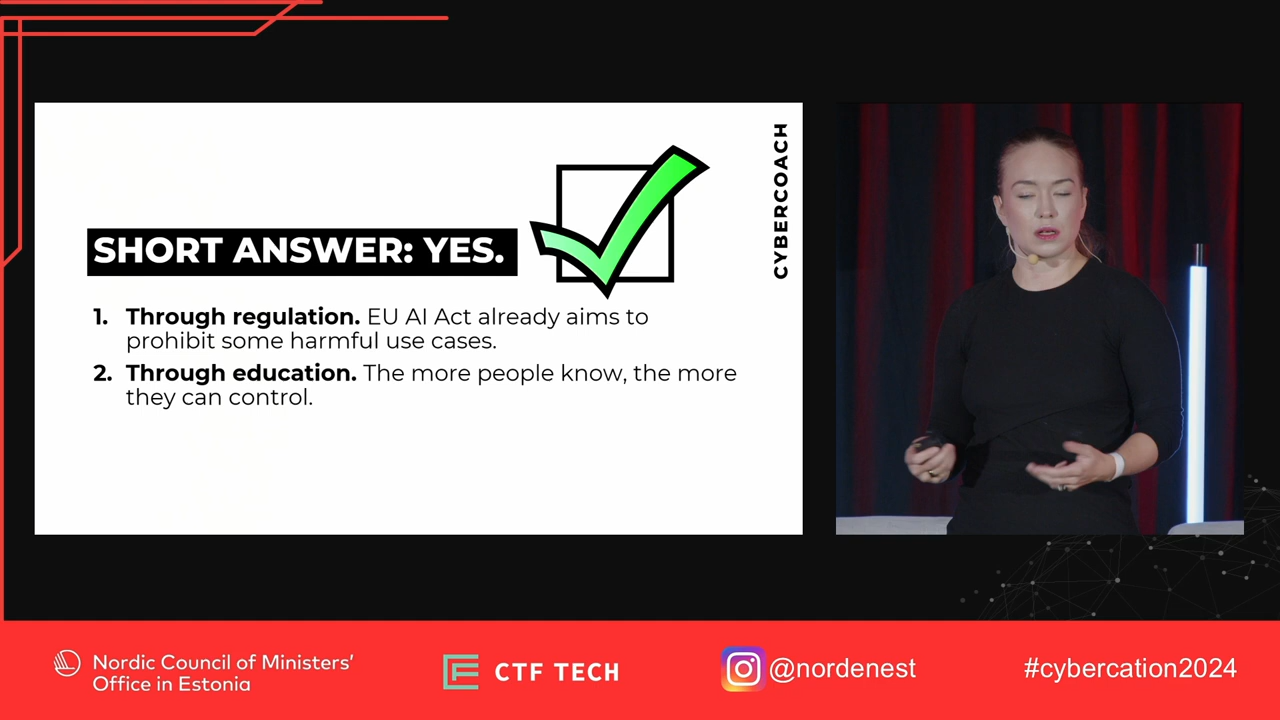 CYBERCOACH
SHORT ANSWER: YES.
1. Through regulation. EU AI Act already aims to
prohibit some harmful use cases.
2. Through education. The more people know, the more
they can control.
Nordic Council of Ministers'
Office in Estonia
CTF TECH
@nordenest
#cybercation2024